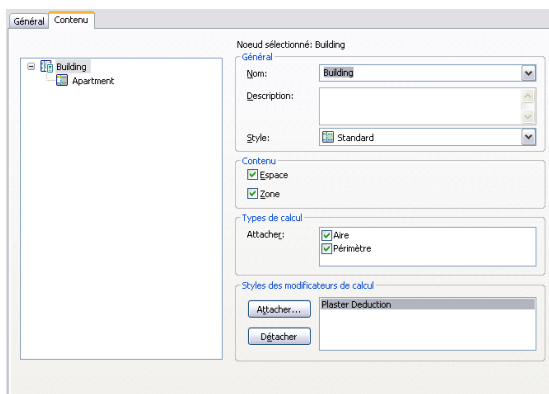 Général Contenu
Noeud sélectionné: Building
Building
Apartment
Général
Nom: Building
Description:
Style: Standard
Contenu
Espace
Zone
Types de calcul
Attacher: Aire
Périmètre
Styles des modificateurs de calcul
Attacher... Plaster Deduction
Détacher